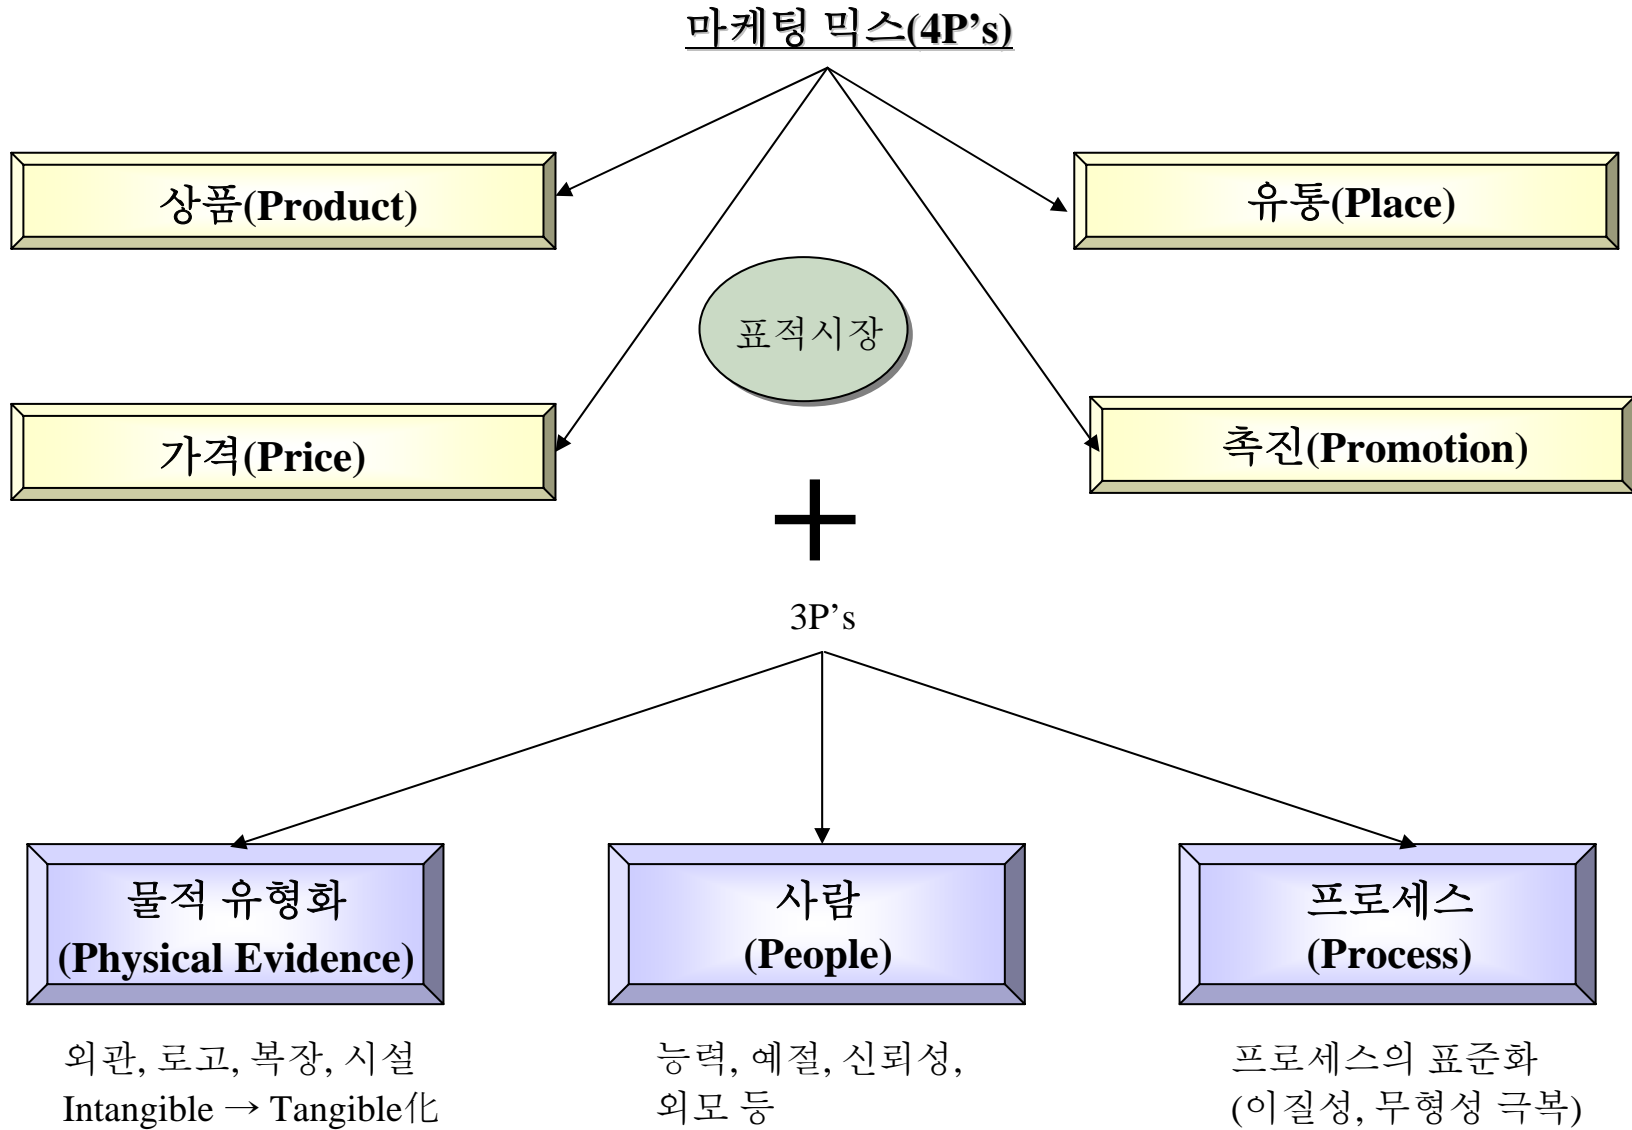 마케팅 믹스(4P’s)
상품(Product)
유통(Place)
표적시장
가격(Price)
촉진(Promotion)
3P’s
물적 유형화
(Physical Evidence)
사람
(People)
프로세스
(Process)
외관, 로고, 복장, 시설
Intangible → Tangible化
능력, 예절, 신뢰성,
외모 등
프로세스의 표준화
(이질성, 무형성 극복)